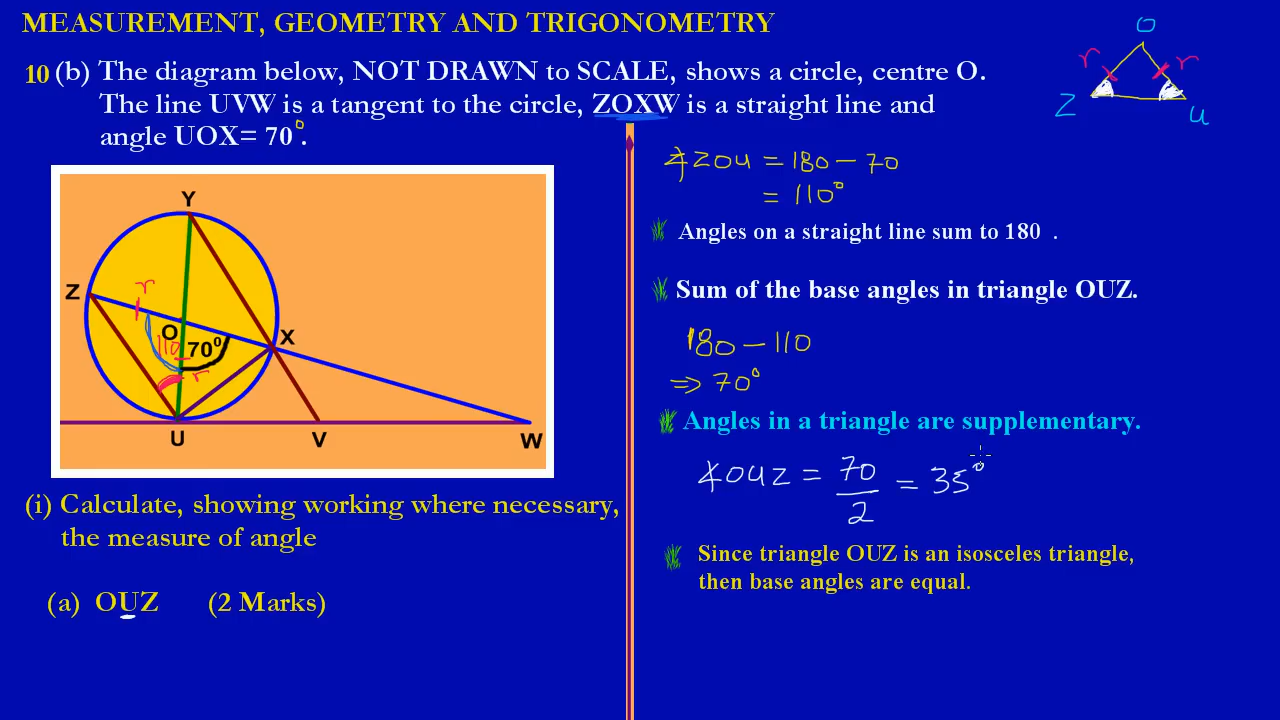 MEASUREMENT, GEOMETRY AND TRIGONOMETRY
10 (b) The diagram below, NOT DRAWN to SCALE, shows a circle, centre O.
The line UVW is a tangent to the circle, ZOXW is a straight line and
angle UOX= 70°.
Y
Z
r
O
X
110
70°
r
U
V
W
(i) Calculate, showing working where necessary,
the measure of angle
(a) OUZ (2 Marks)
O
r r
Z
U
∡ZOU = 180 - 70
= 110°
Angles on a straight line sum to 180 .
Sum of the base angles in triangle OUZ.
180 - 110
⇒ 70°
Angles in a triangle are supplementary.
∡OUZ = 70/2 = 35°
Since triangle OUZ is an isosceles triangle,
then base angles are equal.